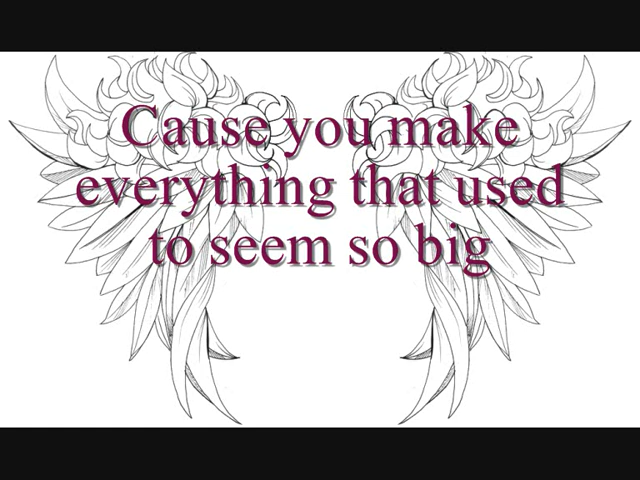 Cause you make
everything that used
to seem so big